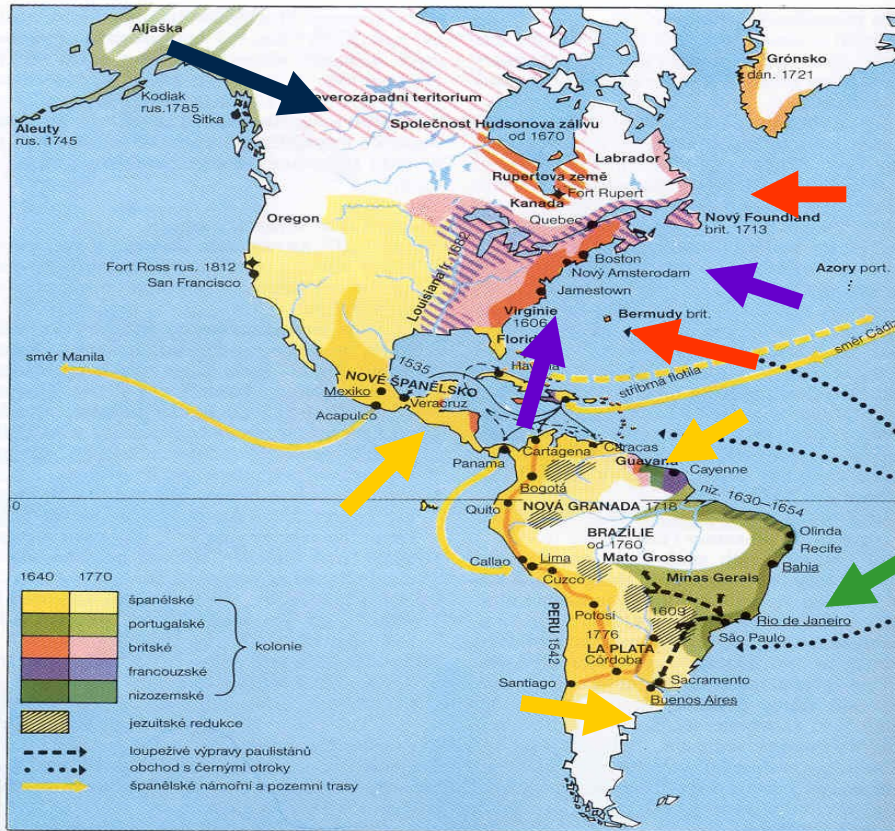 Aljaška
Grónsko
dán. 1721
Kodiak
rus.1785
Sitka
Aleuty
rus. 1745
everozápadní teritorium
Společnost Hudsonova zálivu
od 1670
Labrador
Rupertova země
Fort Rupert
Kanada
Quebec
Oregon
Nový Foundland
brit. 1713
Fort Ross rus. 1812
San Francisco
Louisiana fr. 1682
Boston
Nový Amsterodam
Jamestown
Azory port.
Virginie
1606
Bermudy brit.
Florid
směr Manila
1535
Havana
stříbrná flotila
směr Cádiz
NOVÉ ŠPANĚLSKO
Mexiko
Veracruz
Acapulco
Panama
Cartagena
Caracas
Guayana
Cayenne
Bogotá
niz. 1630–1654
0
Quito
NOVÁ GRANADA 1718
BRAZÍLIE
od 1760
Olinda
Recife
Callao
Lima
Mato Grosso
Bahia
Cuzco
Minas Gerais
PERU 1542
Potosí
1609
Rio de Janeiro
São Paulo
1776
LA PLATA
Córdoba
Santiago
Sacramento
Buenos Aires
1640 1770
španělské
portugalské
britské
kolonie
francouzské
nizozemské
jezuitské redukce
loupeživé výpravy paulistánů
obchod s černými otroky
španělské námořní a pozemní trasy